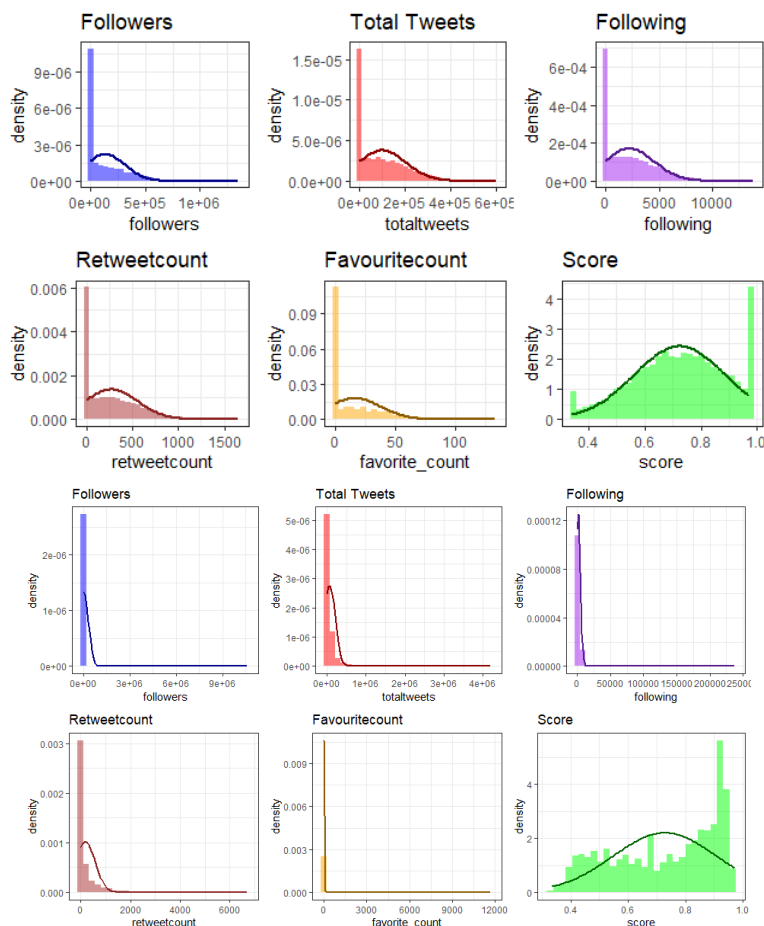 Followers Total Tweets Following
density
9e-06
6e-06
3e-06
0e+00
0e+00 5e+05 1e+06
followers
density
1.5e-05
1.0e-05
5.0e-06
0.0e+00
0e+00 2e+05 4e+05 6e+05
totaltweets
density
6e-04
4e-04
2e-04
0e+00
0 5000 10000
following
Retweetcount Favouritecount Score
density
0.006
0.004
0.002
0.000
0 500 1000 1500
retweetcount
density
0.09
0.06
0.03
0.00
0 50 100
favorite_count
density
4
3
2
1
0
0.4 0.6 0.8 1.0
score
Followers Total Tweets Following
density
2e-06
1e-06
0e+00
0e+00 3e+06 6e+06 9e+06
followers
density
5e-06
4e-06
3e-06
2e-06
1e-06
0e+00
0e+00 1e+06 2e+06 3e+06 4e+06
totaltweets
density
0.00012
0.00008
0.00004
0.00000
0 50000 100000 150000 200000 25000
following
Retweetcount Favouritecount Score
density
0.003
0.002
0.001
0.000
0 2000 4000 6000
retweetcount
density
0.009
0.006
0.003
0.000
0 3000 6000 9000 12000
favorite_count
density
4
2
0
0.4 0.6 0.8 1.0
score